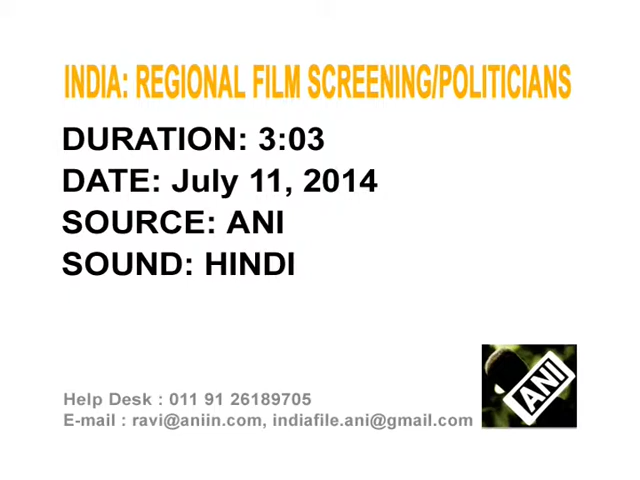 INDIA: REGIONAL FILM SCREENING/POLITICIANS
DURATION: 3:03
DATE: July 11, 2014
SOURCE: ANI
SOUND: HINDI
ANI
Help Desk : 011 91 26189705
E-mail : ravi@aniin.com, indiafile.ani@gmail.com